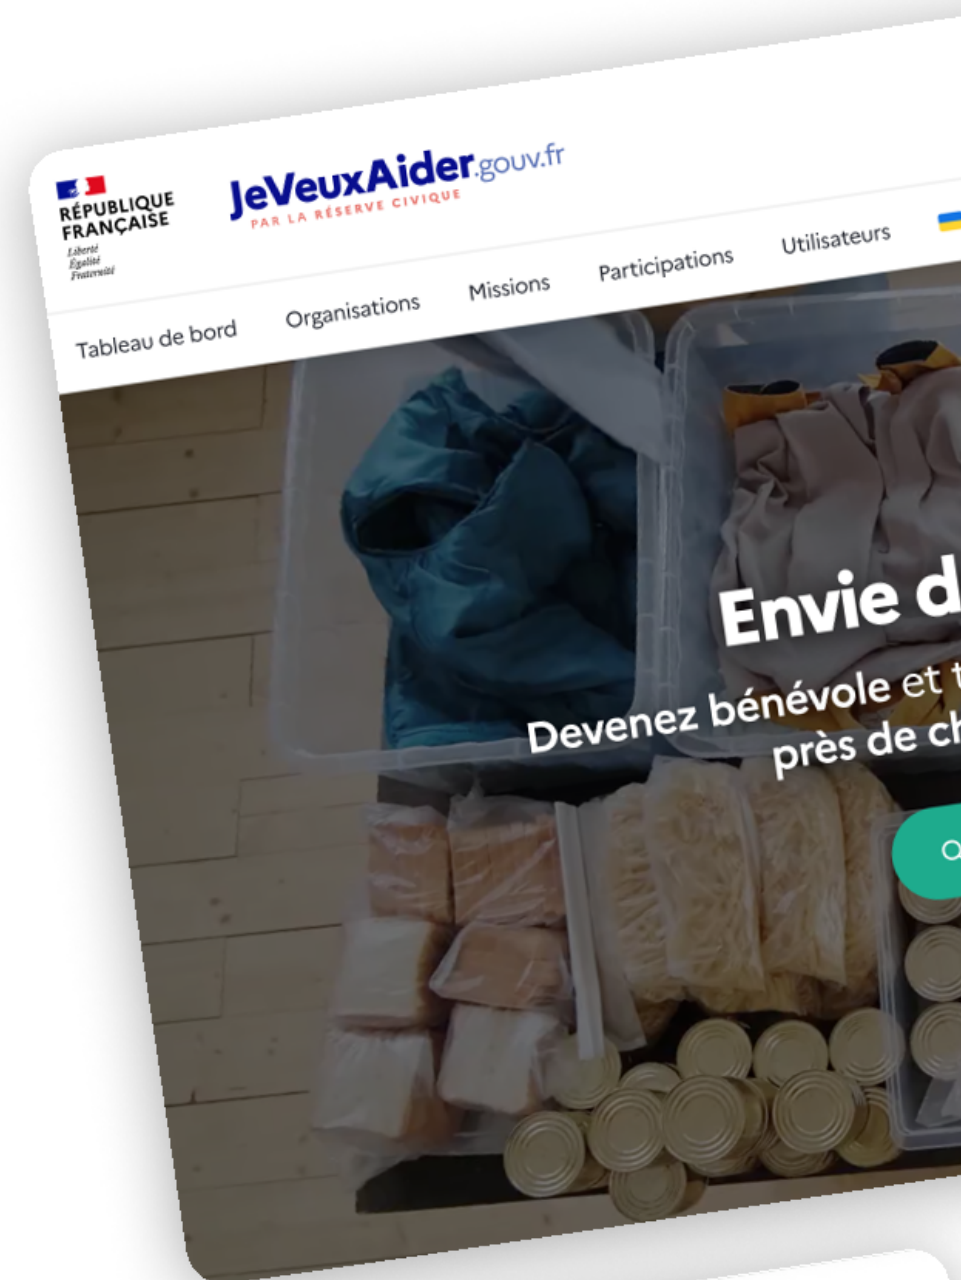 RÉPUBLIQUE
FRANÇAISE
Liberté
Égalité
Fraternité
JeVeuxAider.gouv.fr
PAR LA RÉSERVE CIVIQUE
Tableau de bord Organisations Missions Participations Utilisateurs
Envie d
Devenez bénévole et t
près de ch